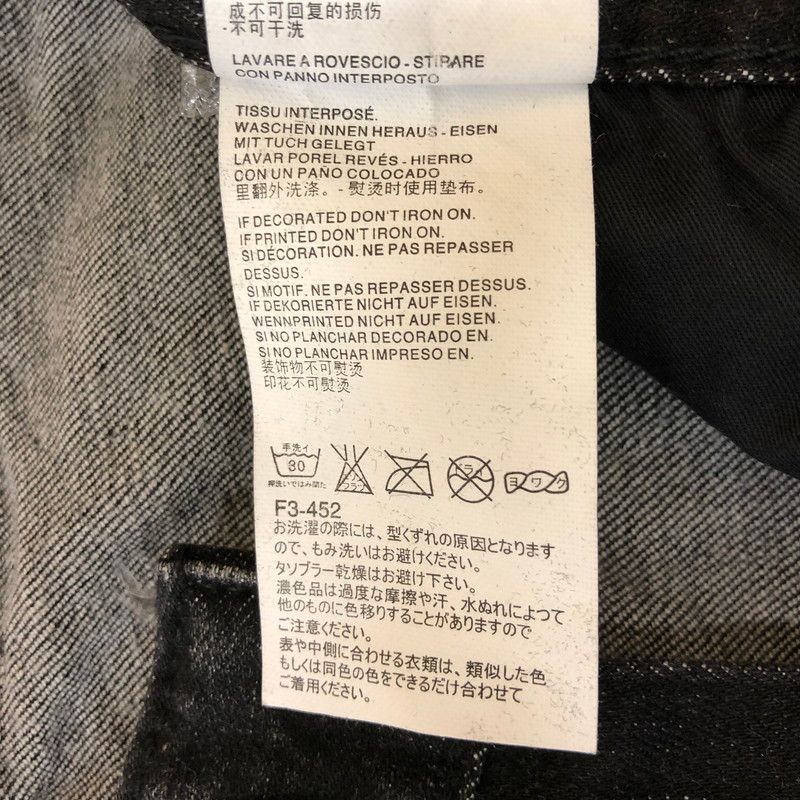 成不可回复的损伤
-不可干洗
LAVARE A ROVESCIO - STIRARE
CON PANNO INTERPOSTO
TISSU INTERPOSÉ.
WASCHEN INNEN HERAUS - EISEN
MIT TUCH GELEGT
LAVAR POREL REVÉS - HIERRO
CON UN PAÑO COLOCADO
里翻外洗涤。- 熨烫时使用垫布。
IF DECORATED DON'T IRON ON.
IF PRINTED DON'T IRON ON.
SI DÉCORATION. NE PAS REPASSER
DESSUS.
SI MOTIF. NE PAS REPASSER DESSUS.
IF DEKORIERTE NICHT AUF EISEN.
WENNPRINTED NICHT AUF EISEN.
SI NO PLANCHAR DECORADO EN.
SI NO PLANCHAR IMPRESO EN.
装饰物不可熨烫
印花不可熨烫
手洗イ
30
ドライ
ヨワク
F3-452
お洗濯の際には、型くずれの原因となります
ので、もみ洗いはお避けください。
タソブラー乾燥はお避け下さい。
濃色品は過度な摩擦や汗、水ぬれによつて
他のものに色移りすることがありますので
ご注意ください。
表や中側に合わせる衣類は、類似した色
もしくは同色の色をできるだけ合わせて
ご着用ください。